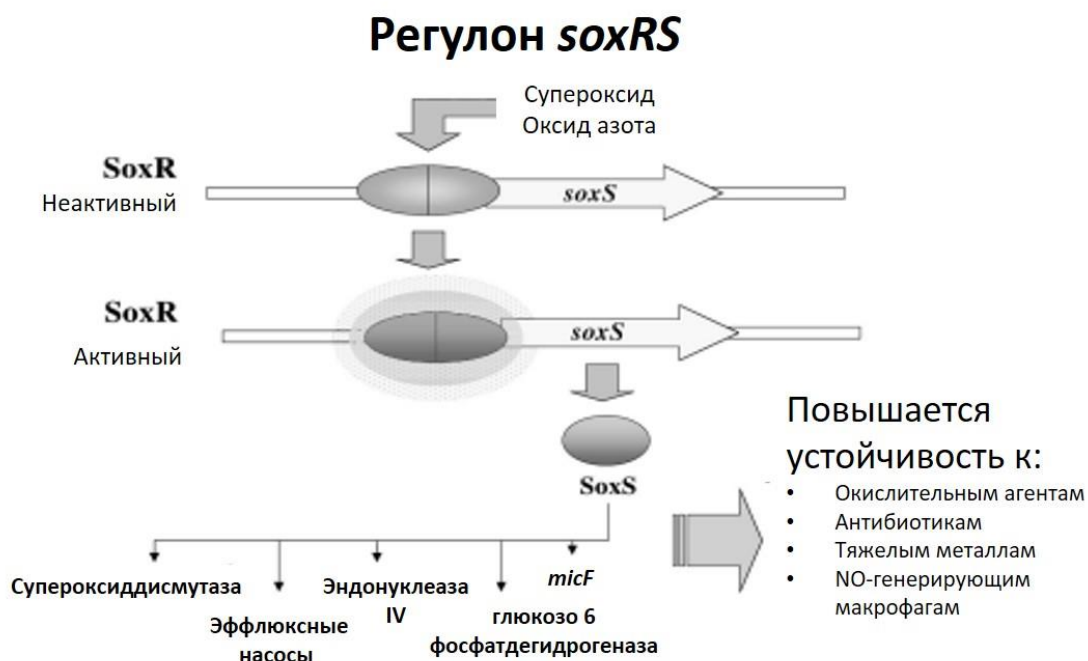 Регулон soxRS
Супероксид
Оксид азота
SoxR
Неактивный
soxS
SoxR
Активный
soxS
SoxS
Повышается
устойчивость к:
• Окислительным агентам
• Антибиотикам
• Тяжелым металлам
• NO-генерирующим
макрофагам
Супероксиддисмутаза
Эффлюксные
насосы
Эндонуклеаза
IV
глюкозо 6
фосфатдегидрогеназа
micF